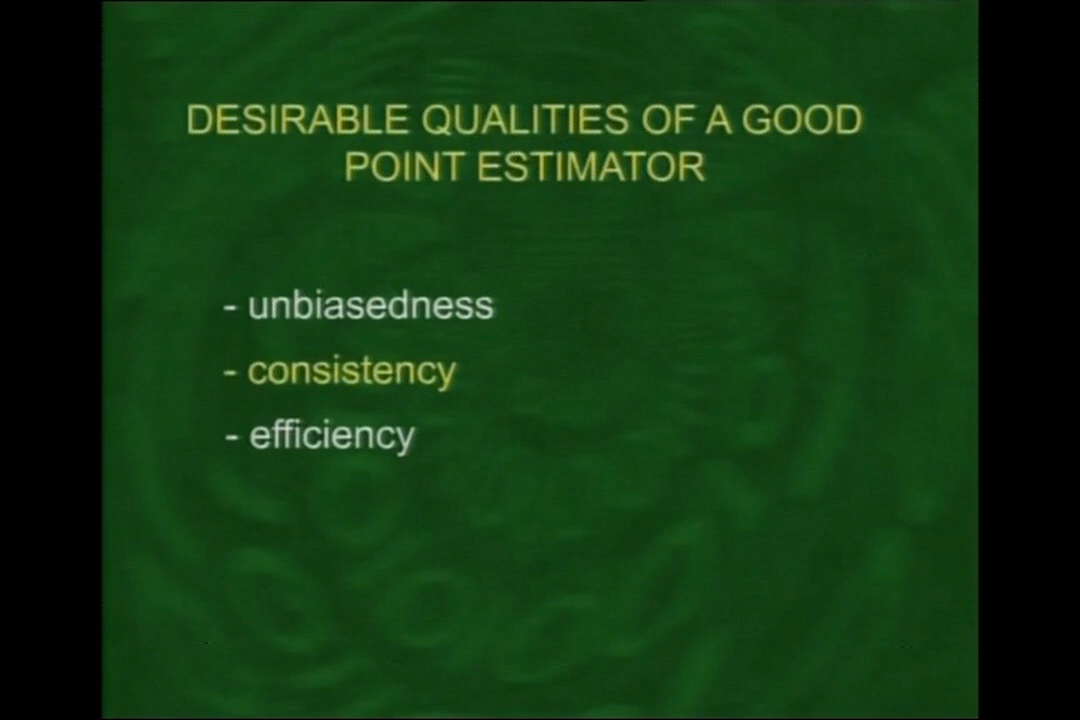 DESIRABLE QUALITIES OF A GOOD
POINT ESTIMATOR
- unbiasedness
- consistency
- efficiency